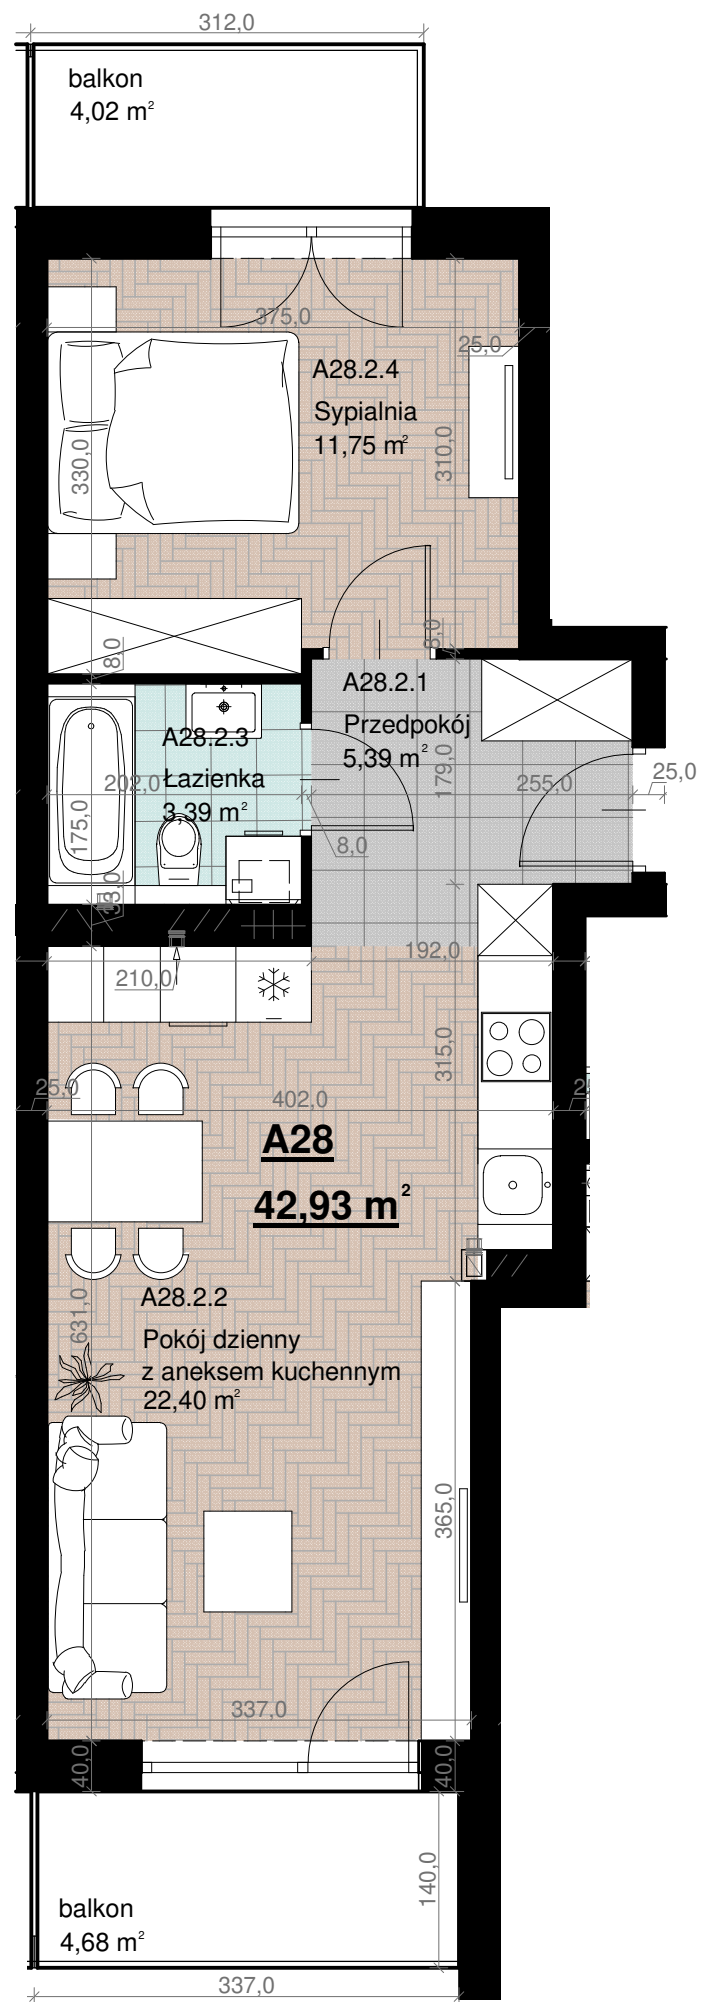 312,0
balkon
4,02 m²
375,0
25,0
A28.2.4
Sypialnia
11,75 m²
330,0
310,0
8,0
8,0
A28.2.1
Przedpokój
5,39 m²
A28.2.3
Łazienka
3,39 m²
202,0
175,0
179,0
255,0
25,0
8,0
33,0
192,0
210,0
315,0
25,0
402,0
A28
42,93 m²
631,0
A28.2.2
Pokój dzienny
z aneksem kuchennym
22,40 m²
365,0
337,0
40,0
40,0
140,0
balkon
4,68 m²
337,0